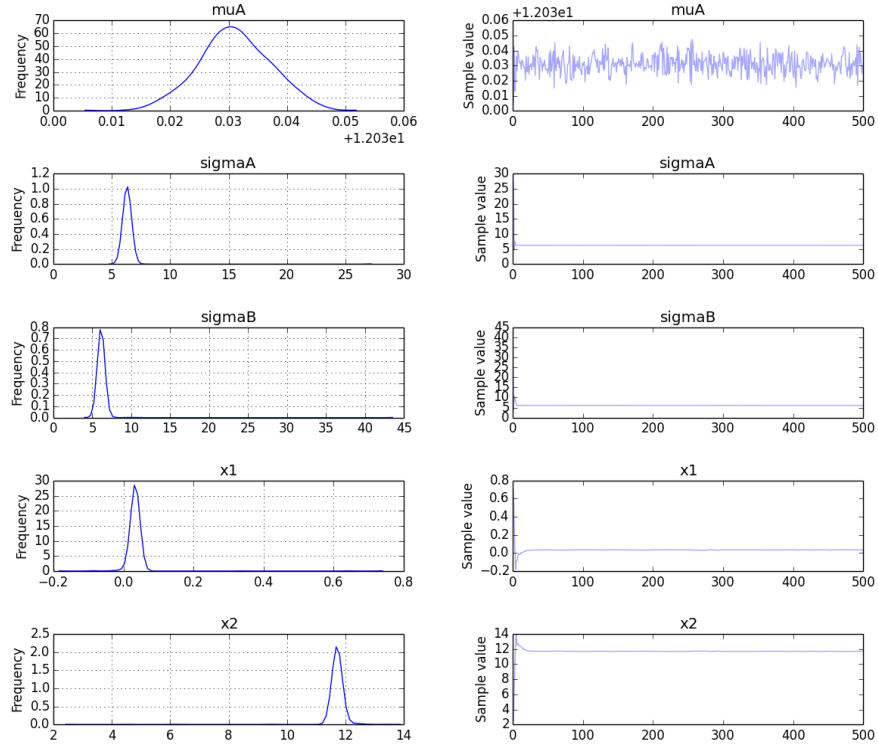 muA
muA
Frequency
70
60
50
40
30
20
10
0
0.00 0.01 0.02 0.03 0.04 0.05 0.06
+1.203e1
+1.203e1
Sample value
0.06
0.05
0.04
0.03
0.02
0.01
0.00
0 100 200 300 400 500
sigmaA
sigmaA
Frequency
1.2
1.0
0.8
0.6
0.4
0.2
0.0
0 5 10 15 20 25 30
Sample value
30
25
20
15
10
5
0
0 100 200 300 400 500
sigmaB
sigmaB
Frequency
0.8
0.7
0.6
0.5
0.4
0.3
0.2
0.1
0.0
0 5 10 15 20 25 30 35 40 45
Sample value
45
40
35
30
25
20
15
10
5
0
0 100 200 300 400 500
x1
x1
Frequency
30
25
20
15
10
5
0
−0.2 0.0 0.2 0.4 0.6 0.8
Sample value
0.8
0.6
0.4
0.2
0.0
−0.2
0 100 200 300 400 500
x2
x2
Frequency
2.5
2.0
1.5
1.0
0.5
0.0
2 4 6 8 10 12 14
Sample value
14
12
10
8
6
4
2
0 100 200 300 400 500